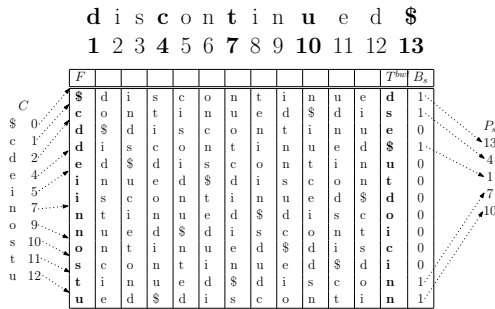 d i s c o n t i n u e d $
1 2 3 4 5 6 7 8 9 10 11 12 13
C
$ 0
c 1
d 2
e 4
i 5
n 7
o 9
s 10
t 11
u 12
F T^bwt B_s
$ d i s c o n t i n u e d 1
c o n t i n u e d $ d i s 1
d $ d i s c o n t i n u e 0
d i s c o n t i n u e d $ 1
e d $ d i s c o n t i n u 0
i n u e d $ d i s c o n t 0
i s c o n t i n u e d $ d 0
n t i n u e d $ d i s c o 0
n u e d $ d i s c o n t i 0
o n t i n u e d $ d i s c 0
s c o n t i n u e d $ d i 0
t i n u e d $ d i s c o n 1
u e d $ d i s c o n t i n 1
P_s
13
4
1
7
10